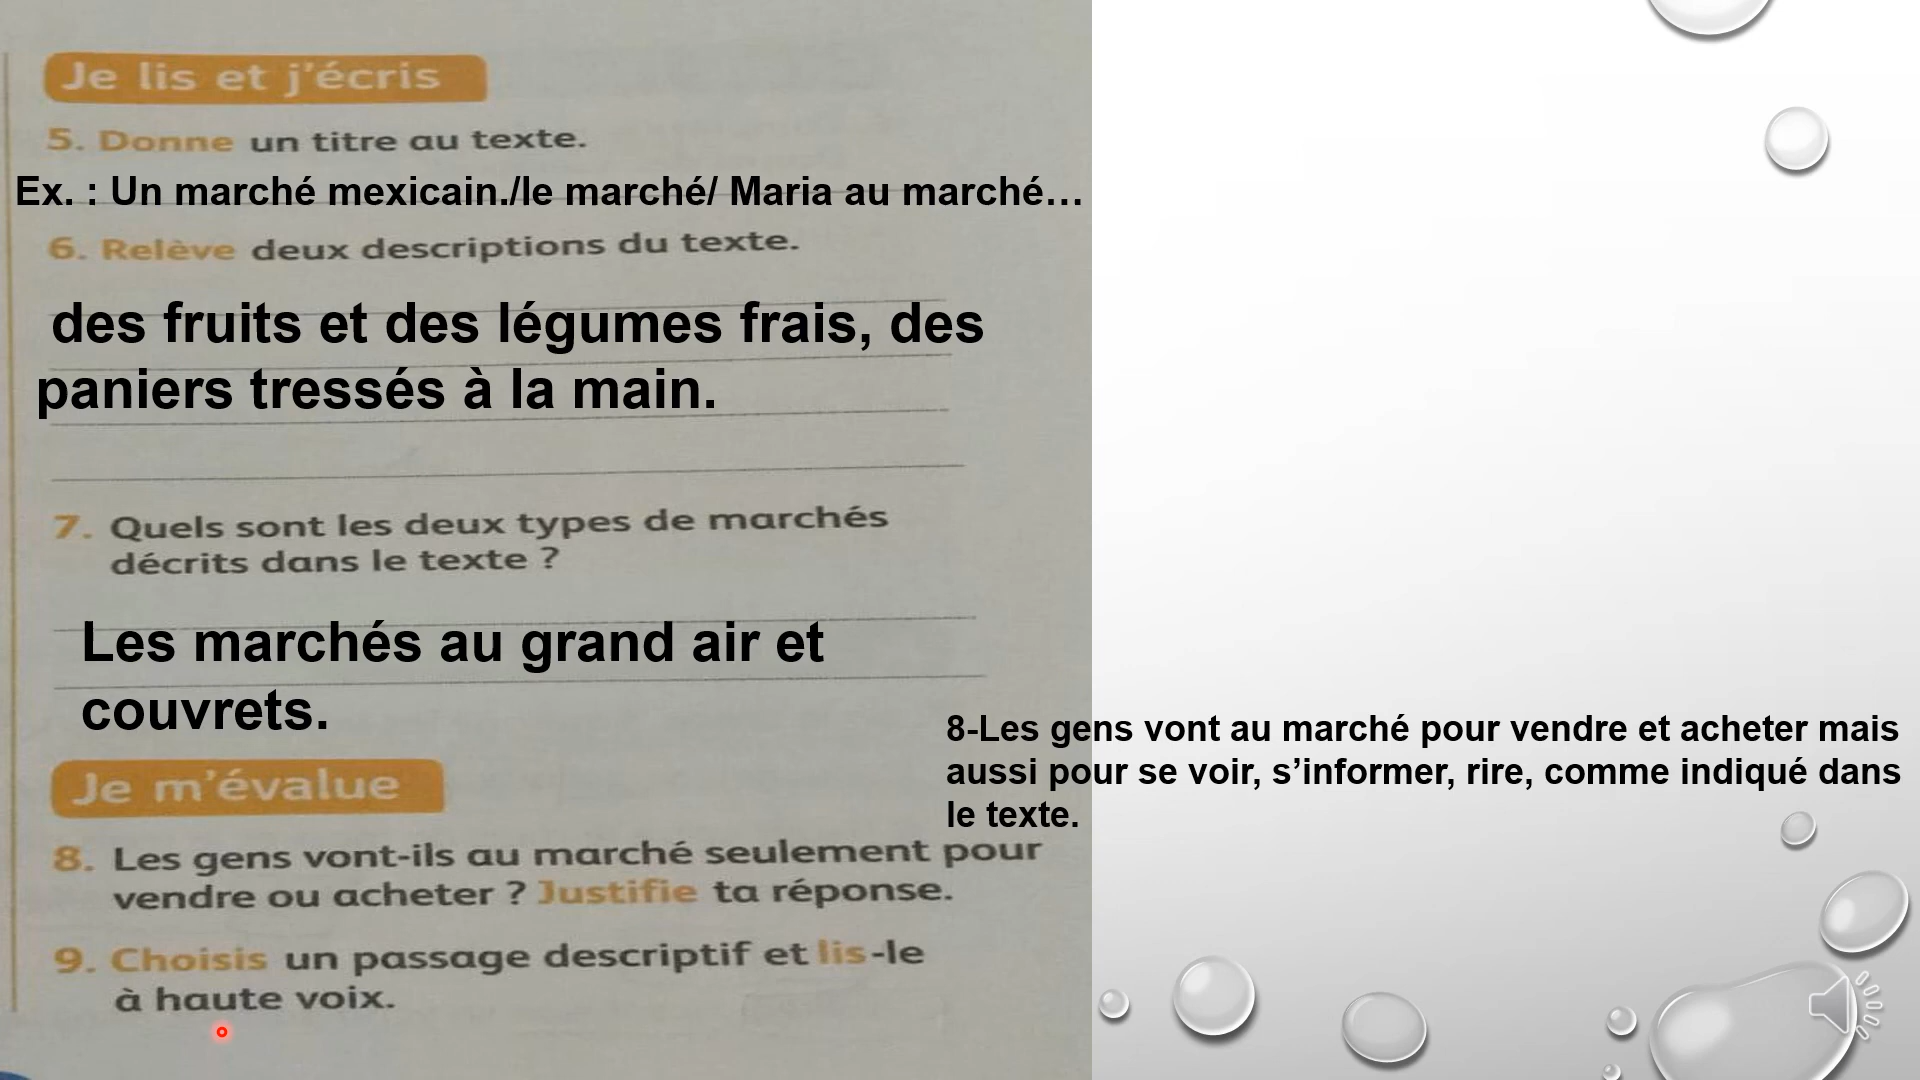 Je lis et j'écris
5. Donne un titre au texte.
Ex. : Un marché mexicain./le marché/ Maria au marché…
6. Relève deux descriptions du texte.
des fruits et des légumes frais, des
paniers tressés à la main.
7. Quels sont les deux types de marchés
décrits dans le texte ?
Les marchés au grand air et
couvrets.
8-Les gens vont au marché pour vendre et acheter mais
aussi pour se voir, s’informer, rire, comme indiqué dans
le texte.
Je m'évalue
8. Les gens vont-ils au marché seulement pour
vendre ou acheter ? Justifie ta réponse.
9. Choisis un passage descriptif et lis-le
à haute voix.